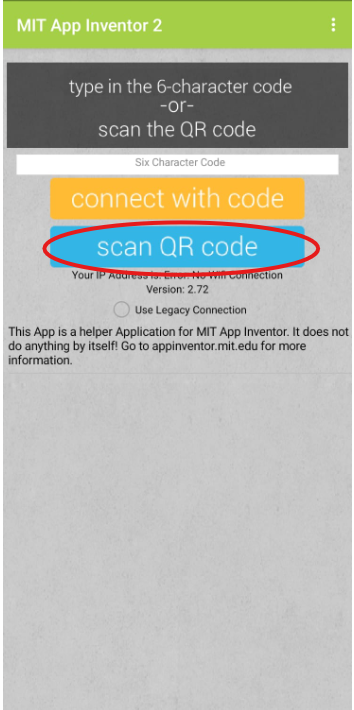 MIT App Inventor 2
type in the 6-character code
-or-
scan the QR code
Six Character Code
connect with code
scan QR code
Your IP Address is: Error: No Wifi Connection
Version: 2.72
Use Legacy Connection
This App is a helper Application for MIT App Inventor. It does not
do anything by itself! Go to appinventor.mit.edu for more
information.